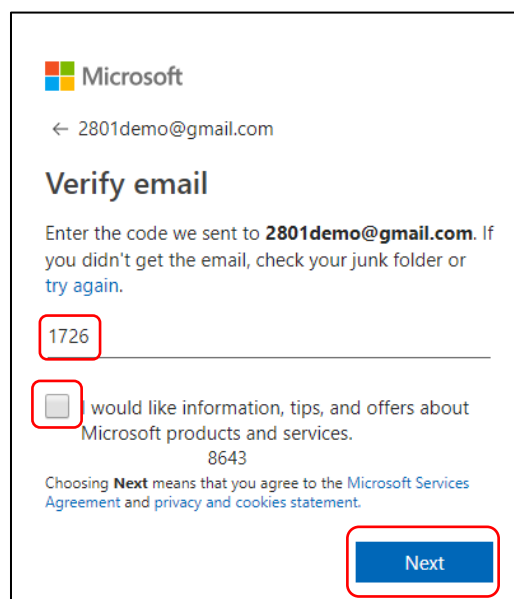 Microsoft
← 2801demo@gmail.com
Verify email
Enter the code we sent to 2801demo@gmail.com. If
you didn't get the email, check your junk folder or
try again.
1726
I would like information, tips, and offers about
Microsoft products and services.
8643
Choosing Next means that you agree to the Microsoft Services
Agreement and privacy and cookies statement.
Next